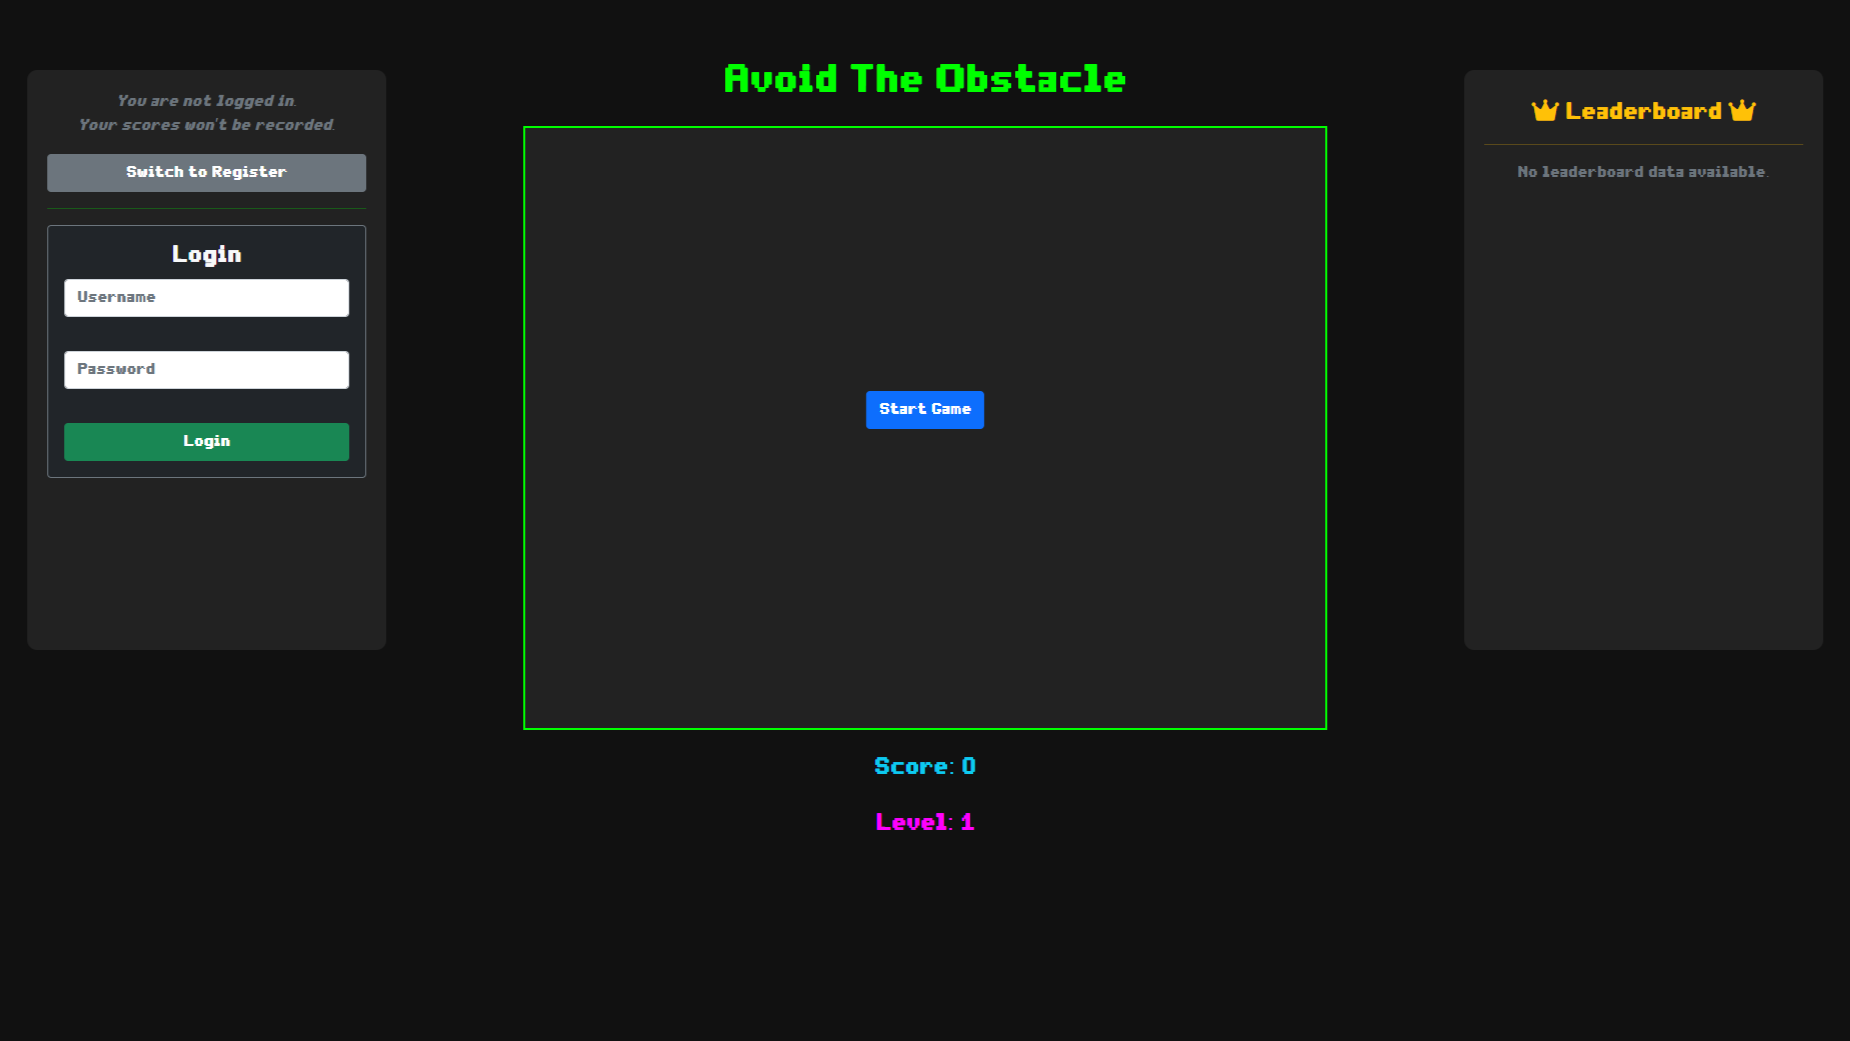 You are not logged in.
Your scores won't be recorded.
Switch to Register
Login
Username
Password
Login
Avoid The Obstacle
Start Game
Score: 0
Level: 1
Leaderboard
No leaderboard data available.